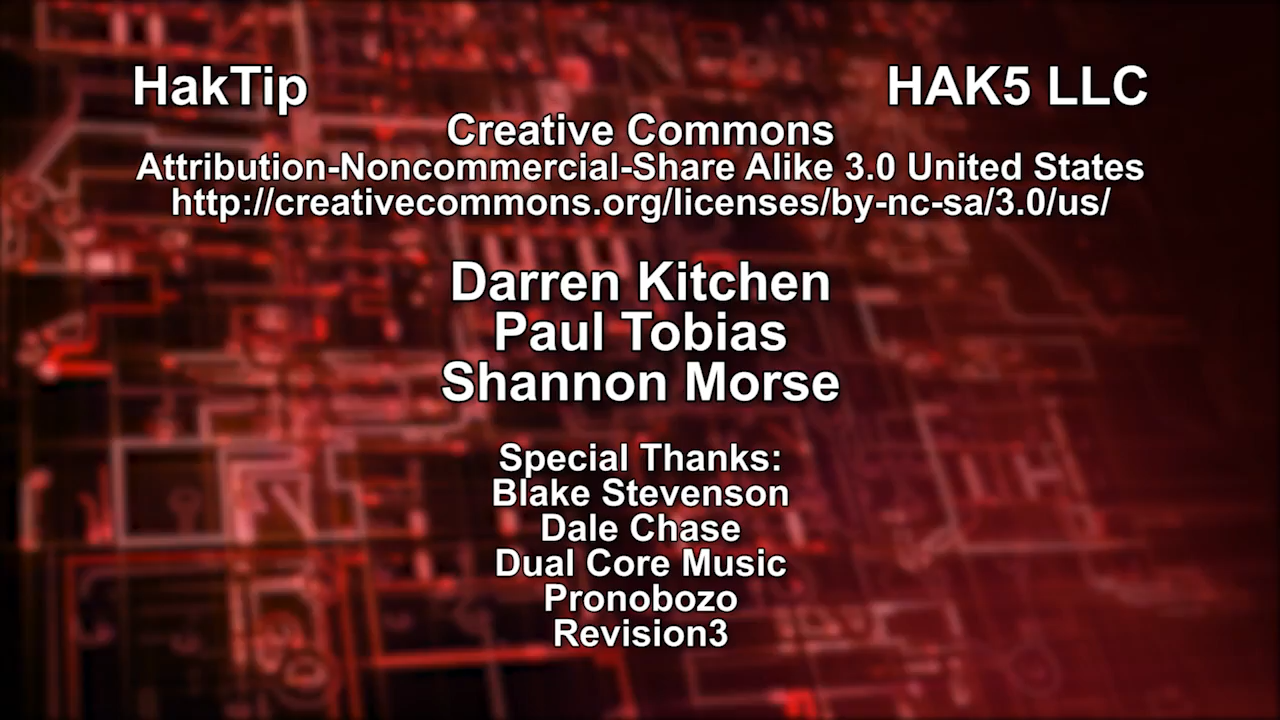 HakTip HAK5 LLC
Creative Commons
Attribution-Noncommercial-Share Alike 3.0 United States
http://creativecommons.org/licenses/by-nc-sa/3.0/us/
Darren Kitchen
Paul Tobias
Shannon Morse
Special Thanks:
Blake Stevenson
Dale Chase
Dual Core Music
Pronobozo
Revision3